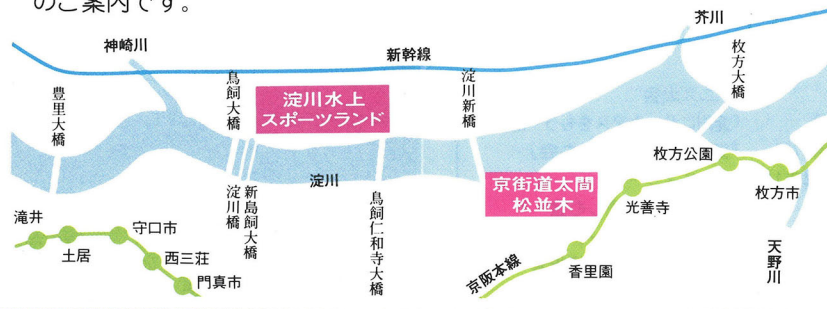 のご案内です。
神崎川
新幹線
芥川
豊里大橋
鳥飼大橋
淀川水上
スポーツランド
淀川新橋
枚方大橋
淀川
淀川橋
新島飼大橋
鳥飼仁和寺大橋
京街道太間
松並木
枚方公園
枚方市
光善寺
香里園
京阪本線
天野川
滝井
土居
守口市
西三荘
門真市